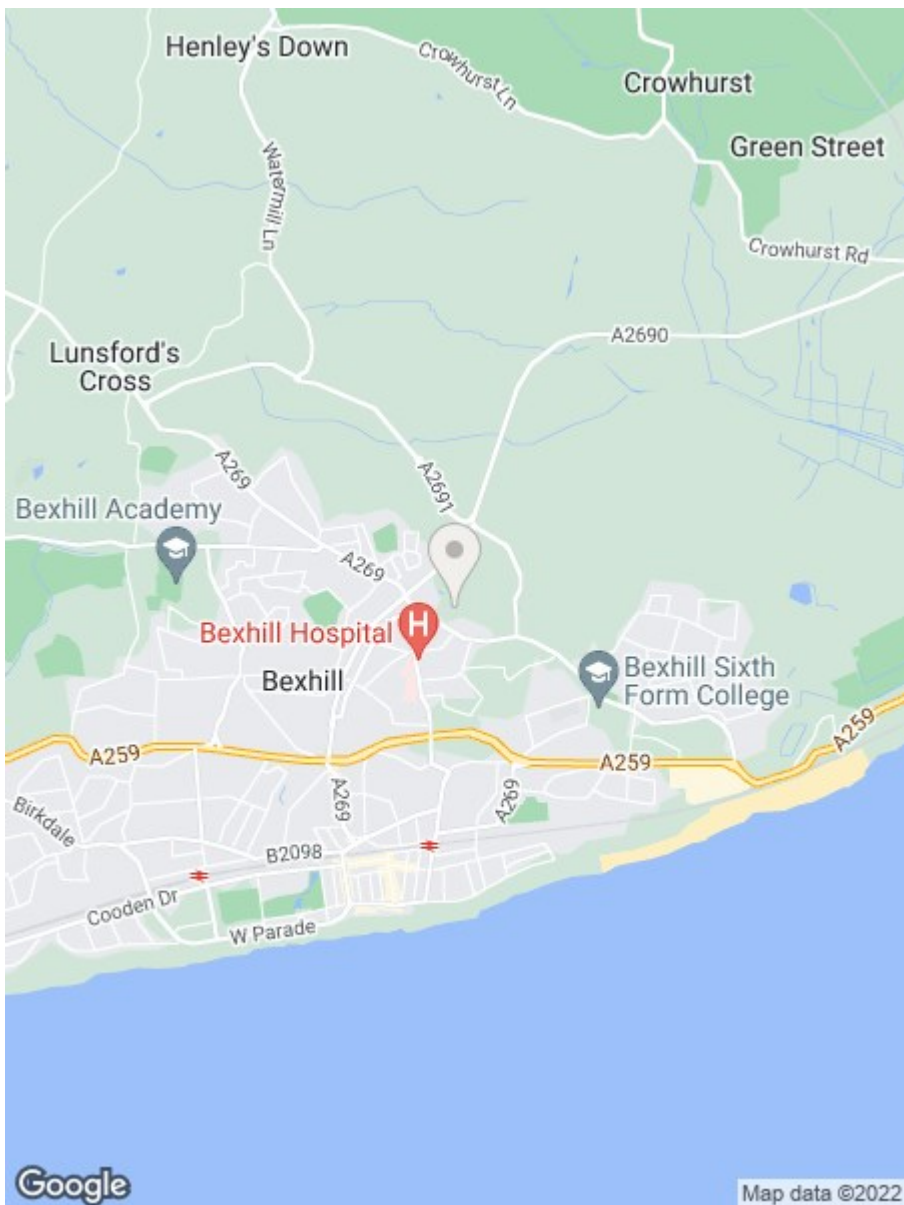 Henley's Down
Crowhurst Ln
Crowhurst
Green Street
Watermill Ln
Crowhurst Rd
A2690
Lunsford's
Cross
A269
A2691
Bexhill Academy
A269
H
Bexhill Hospital
Bexhill
Bexhill Sixth
Form College
A259
A259
A259
Birkdale
A269
A269
B2098
Cooden Dr
W Parade
Google
Map data ©2022